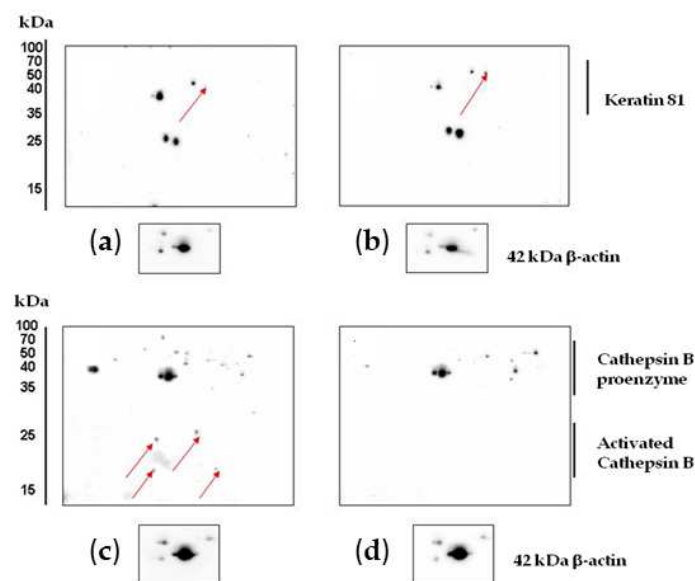 kDa
100
70
50
40
35
25
15
Keratin 81
(a)
(b)
42 kDa β-actin
kDa
100
70
50
40
35
25
15
Cathepsin B
proenzyme
Activated
Cathepsin B
(c)
(d)
42 kDa β-actin